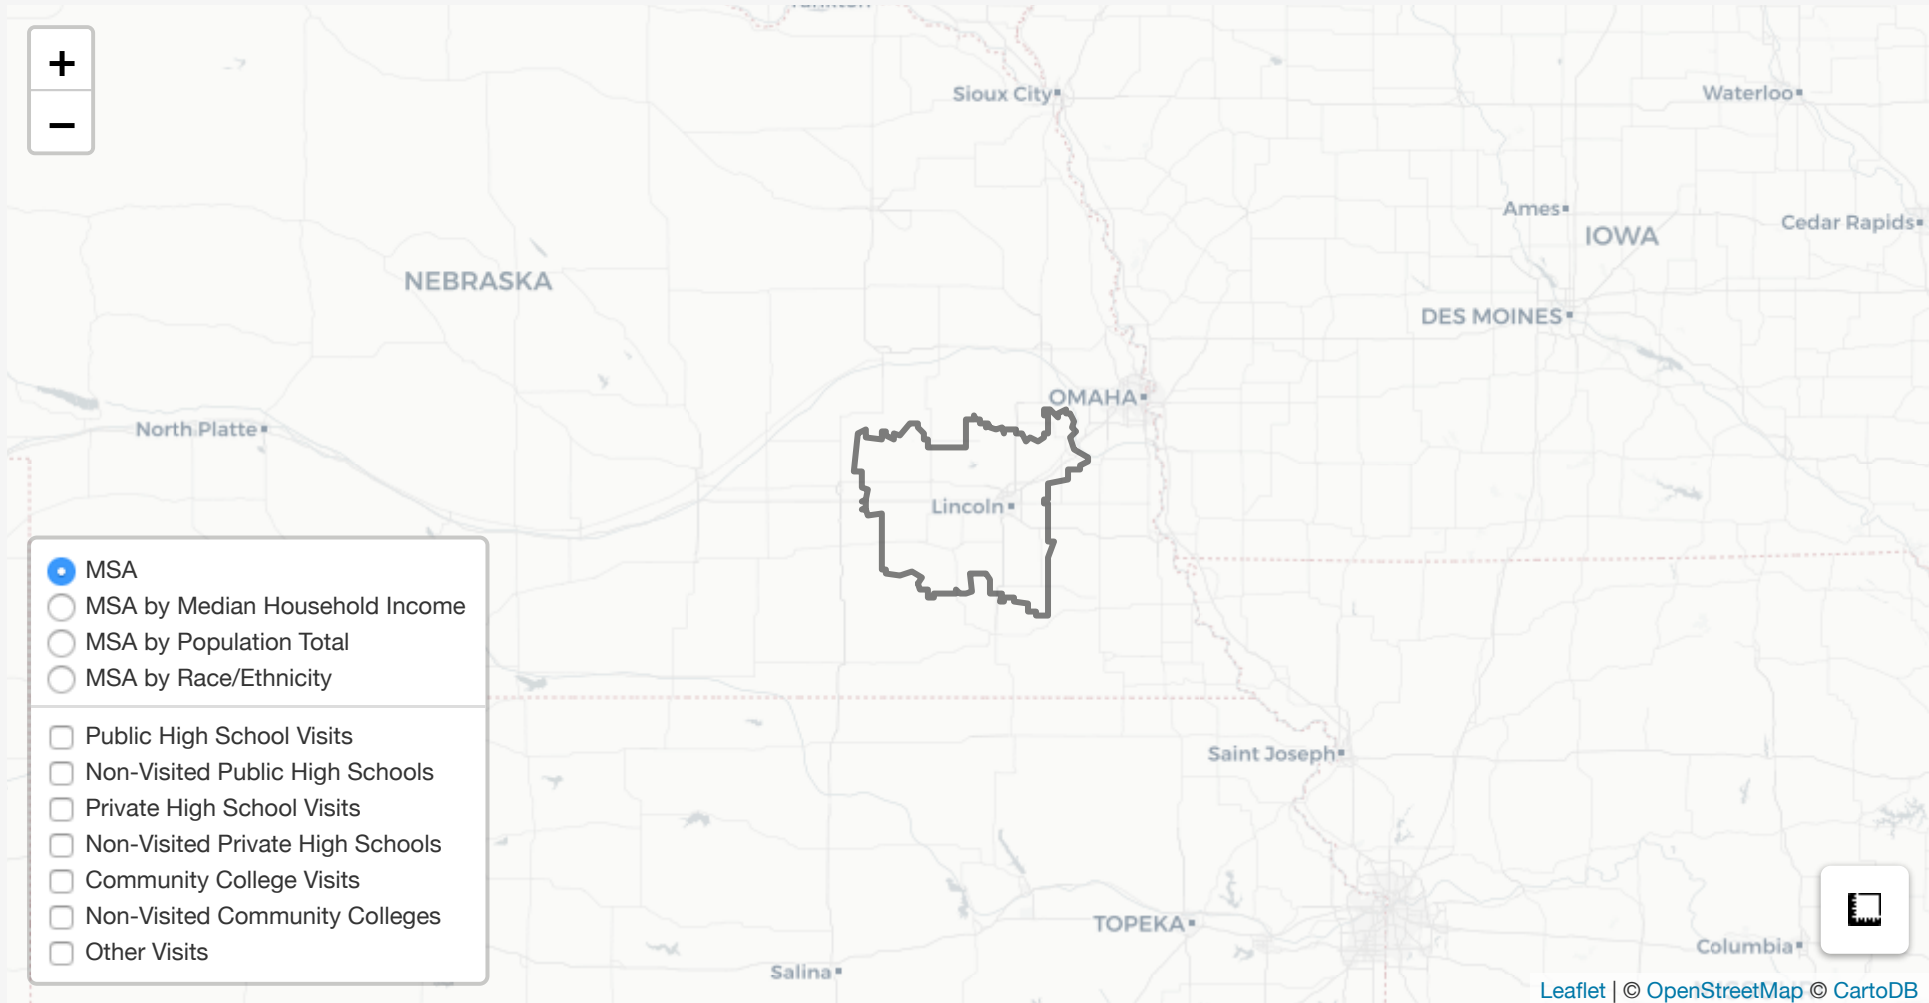 +
−
Yankton
Sioux City
Waterloo
Ames
IOWA
Cedar Rapids
NEBRASKA
DES MOINES
OMAHA
North Platte
Lincoln
MSA
MSA by Median Household Income
MSA by Population Total
MSA by Race/Ethnicity
Public High School Visits
Non-Visited Public High Schools
Private High School Visits
Non-Visited Private High Schools
Community College Visits
Non-Visited Community Colleges
Other Visits
Saint Joseph
TOPEKA
Columbia
Salina
Leaflet | © OpenStreetMap © CartoDB